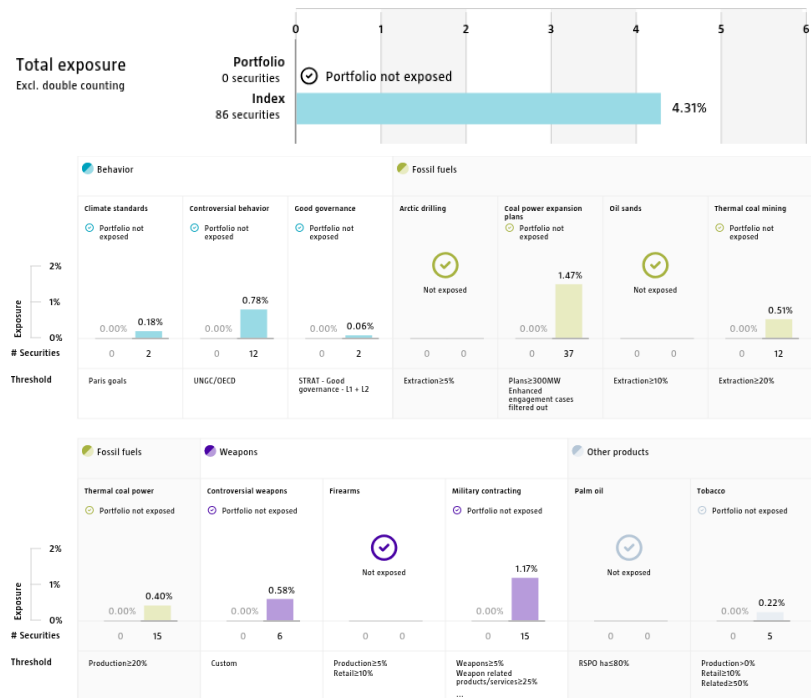 0 1 2 3 4 5 6
Total exposure
Excl. double counting
Portfolio
0 securities
Portfolio not exposed
Index
86 securities
4.31%
Behavior
Fossil fuels
Climate standards
Controversial behavior
Good governance
Arctic drilling
Coal power expansion
plans
Oil sands
Thermal coal mining
Portfolio not
exposed
Portfolio not
exposed
Portfolio not
exposed
Not exposed
Portfolio not
exposed
Not exposed
Portfolio not
exposed
Exposure
2%
1%
0%
0.00% 0.18%
0.00% 0.78%
0.00% 0.06%
0.00% 1.47%
0.00% 0.51%
# Securities
0 2
0 12
0 2
0 0
0 37
0 0
0 12
Threshold
Paris goals
UNGC/OECD
STRAT - Good
governance - L1 + L2
Extraction≥5%
Plans≥300MW
Enhanced
engagement cases
filtered out
Extraction≥10%
Extraction≥20%
Fossil fuels
Weapons
Other products
Thermal coal power
Controversial weapons
Firearms
Military contracting
Palm oil
Tobacco
Portfolio not exposed
Portfolio not exposed
Not exposed
Portfolio not exposed
Not exposed
Portfolio not exposed
Exposure
2%
1%
0%
0.00% 0.40%
0.00% 0.58%
0.00% 1.17%
0.00% 0.22%
# Securities
0 15
0 6
0 0
0 15
0 0
0 5
Threshold
Production≥20%
Custom
Production≥5%
Retail≥10%
Weapons≥5%
Weapon related
products/services≥25%
...
RSPO ha≤80%
Production>0%
Retail≥10%
Related≥50%